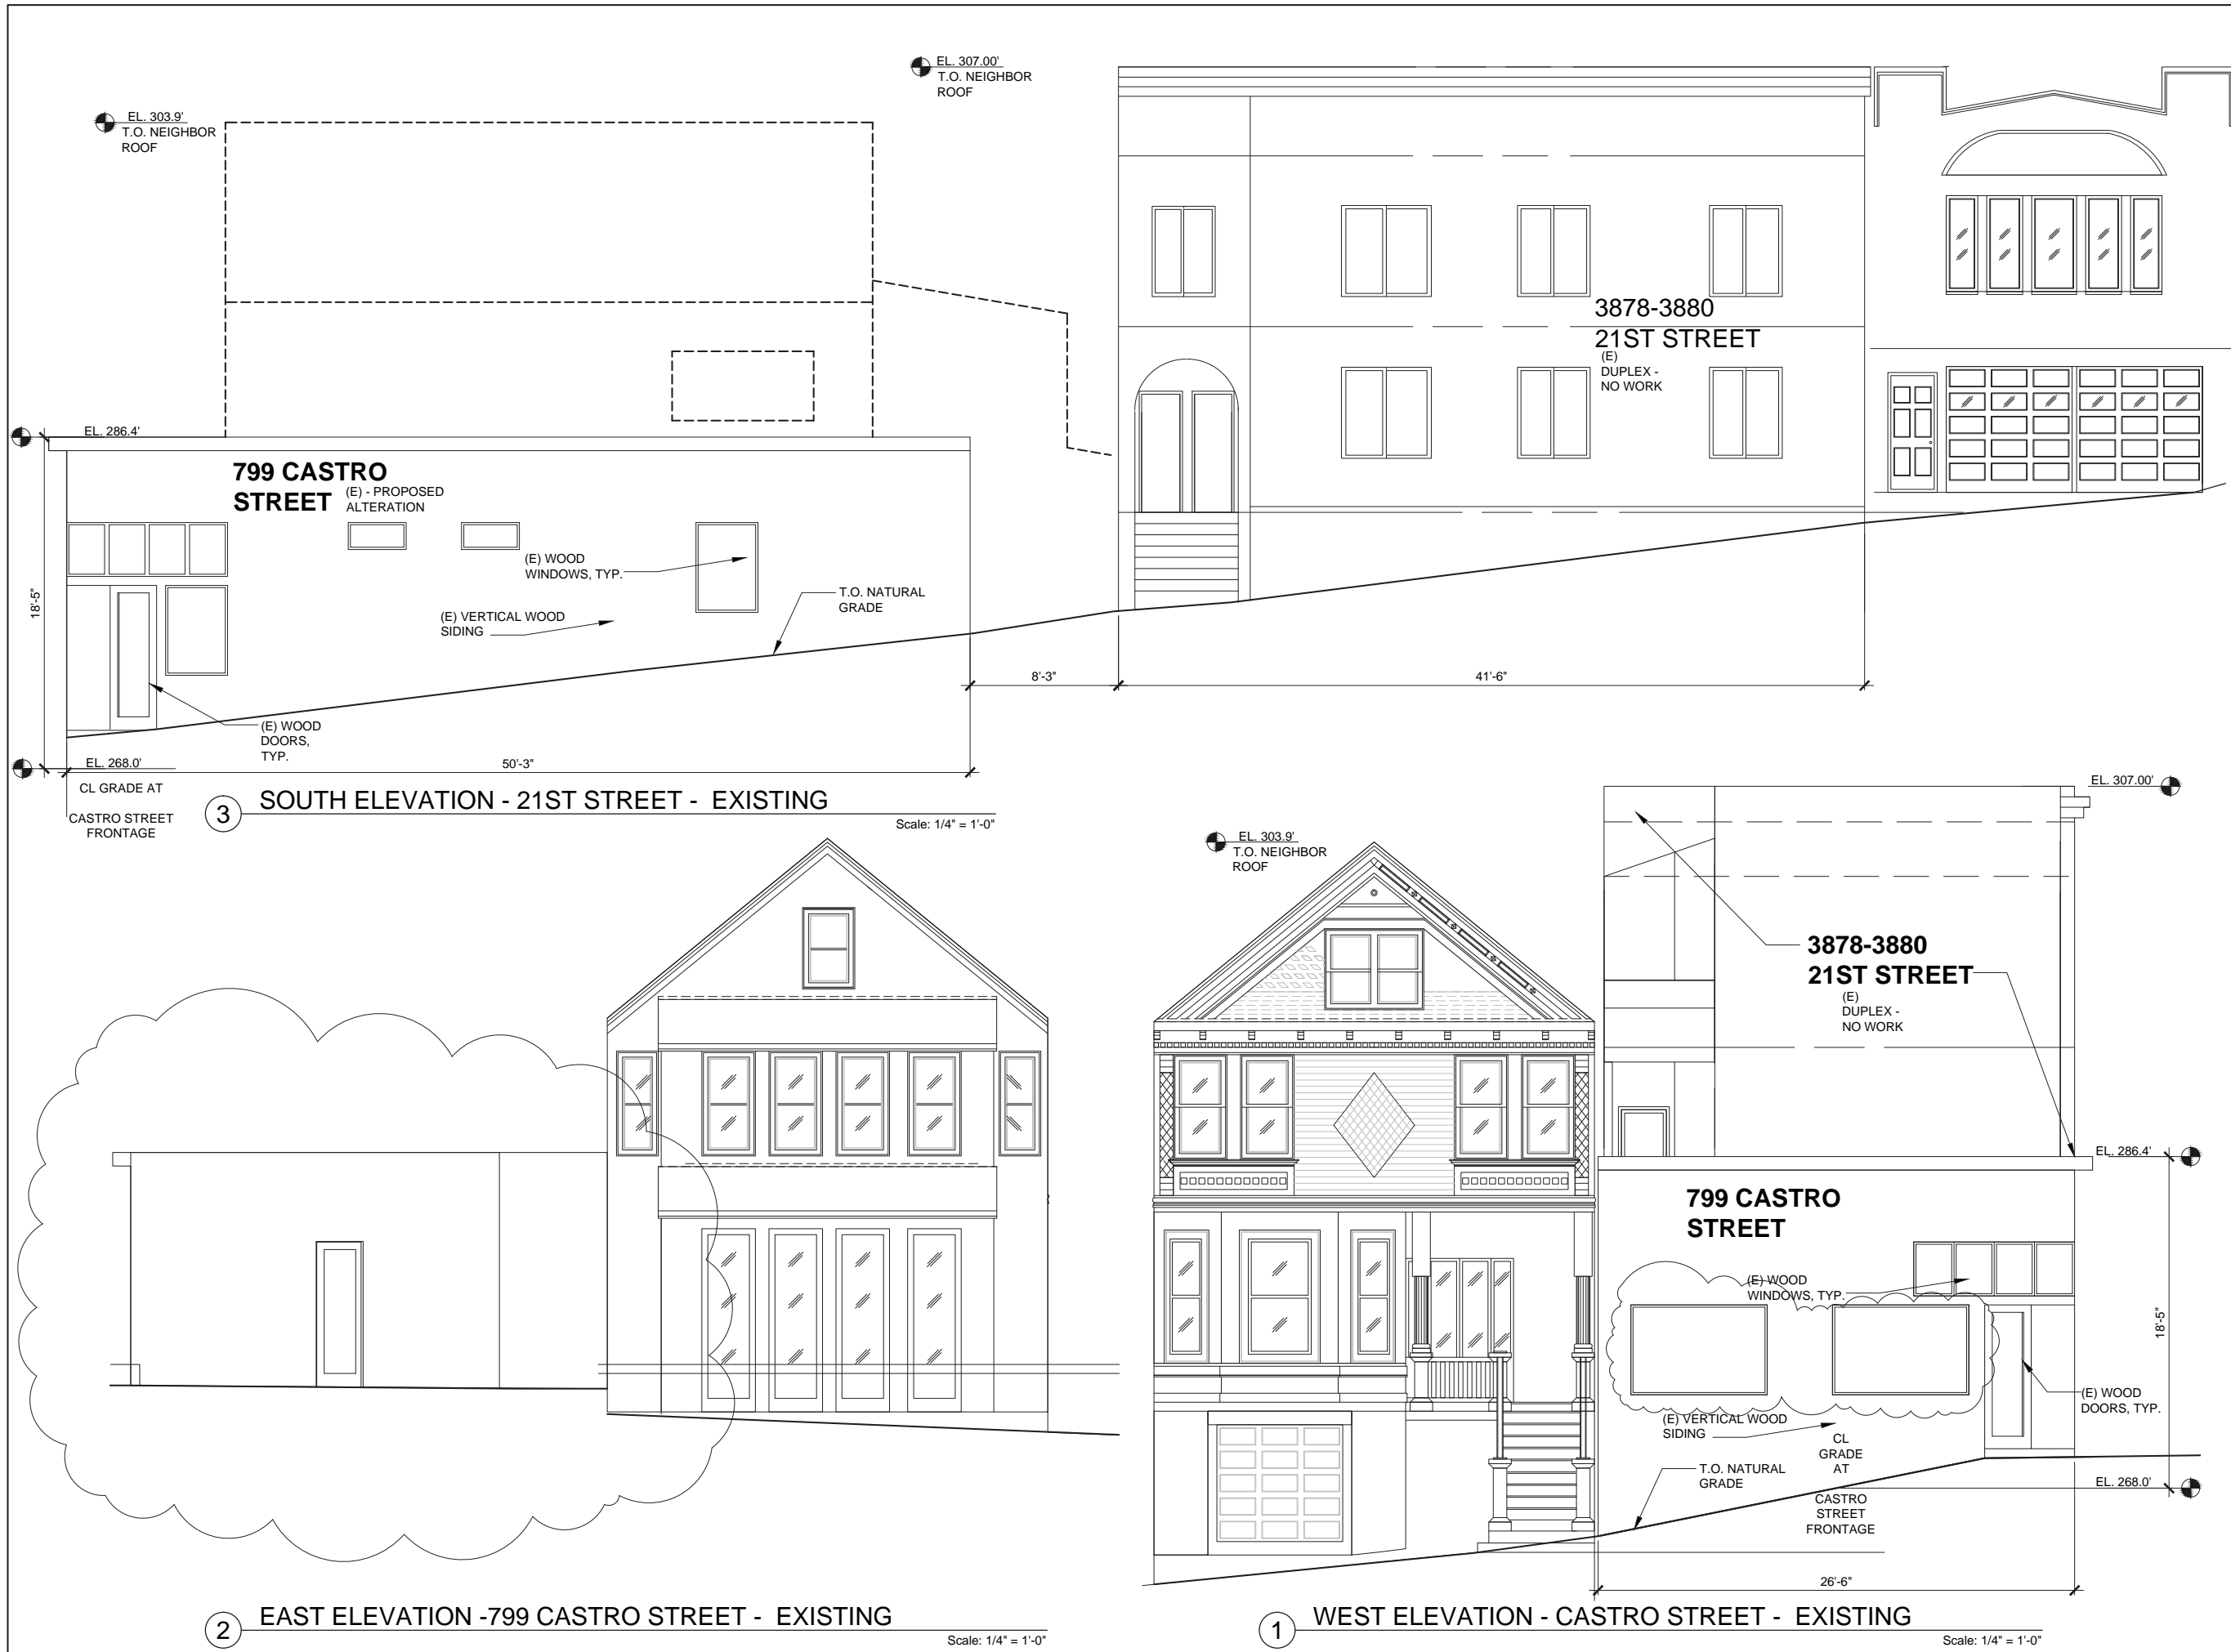 EL. 307.00'
T.O. NEIGHBOR
ROOF
EL. 303.9'
T.O. NEIGHBOR
ROOF
3878-3880
21ST STREET
(E)
DUPLEX -
NO WORK
EL. 286.4'
799 CASTRO
STREET
(E) - PROPOSED
ALTERATION
(E) WOOD
WINDOWS, TYP.
(E) VERTICAL WOOD
SIDING
T.O. NATURAL
GRADE
18'-5"
8'-3"
41'-6"
(E) WOOD
DOORS,
TYP.
EL. 268.0'
50'-3"
CL GRADE AT
CASTRO STREET
FRONTAGE
3
SOUTH ELEVATION - 21ST STREET - EXISTING
Scale: 1/4" = 1'-0"
EL. 307.00'
EL. 303.9'
T.O. NEIGHBOR
ROOF
3878-3880
21ST STREET
(E)
DUPLEX -
NO WORK
EL. 286.4'
799 CASTRO
STREET
(E) WOOD
WINDOWS, TYP.
18'-5"
(E) WOOD
DOORS, TYP.
(E) VERTICAL WOOD
SIDING
CL
GRADE
AT
CASTRO
STREET
FRONTAGE
T.O. NATURAL
GRADE
EL. 268.0'
26'-6"
2
EAST ELEVATION -799 CASTRO STREET - EXISTING
Scale: 1/4" = 1'-0"
1
WEST ELEVATION - CASTRO STREET - EXISTING
Scale: 1/4" = 1'-0"